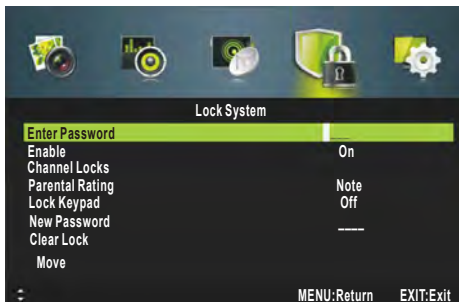 Lock System
Enter Password
Enable On
Channel Locks
Parental Rating Note
Lock Keypad Off
New Password ____
Clear Lock
Move
MENU:Return EXIT:Exit